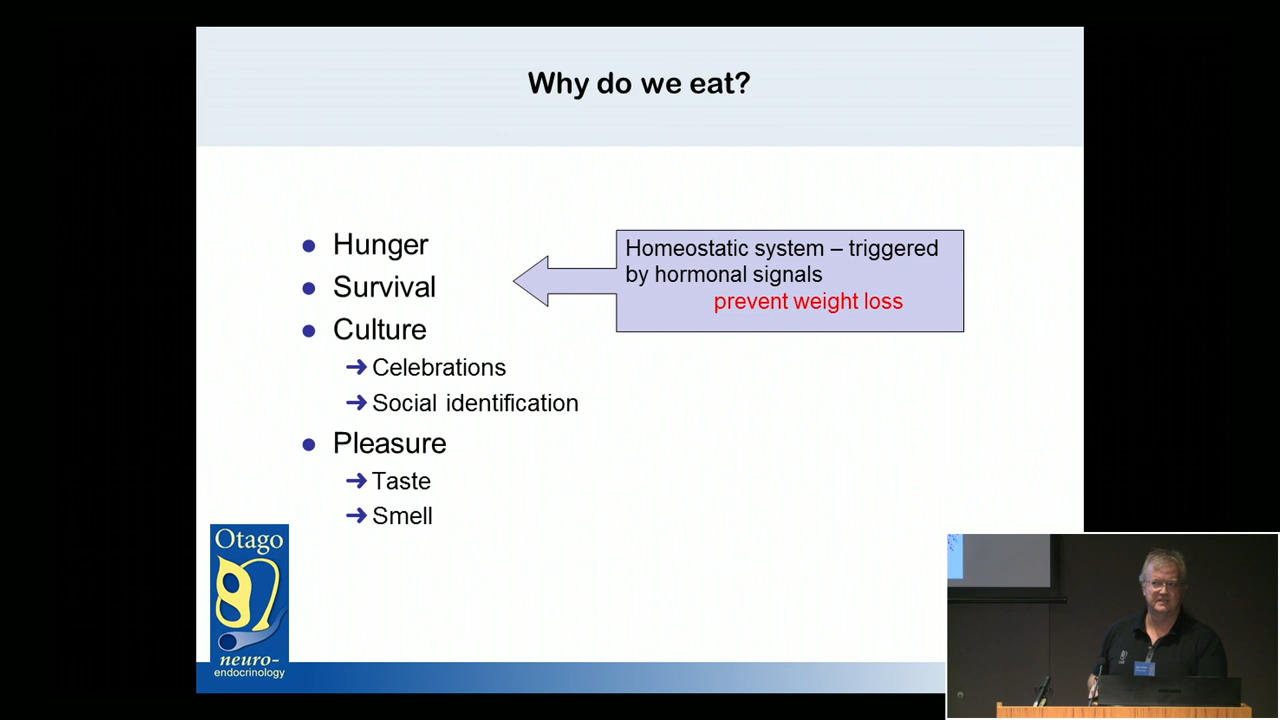 Why do we eat?
Hunger
Survival
Culture
Celebrations
Social identification
Pleasure
Taste
Smell
Homeostatic system – triggered
by hormonal signals
prevent weight loss
Otago
neuro-
endocrinology